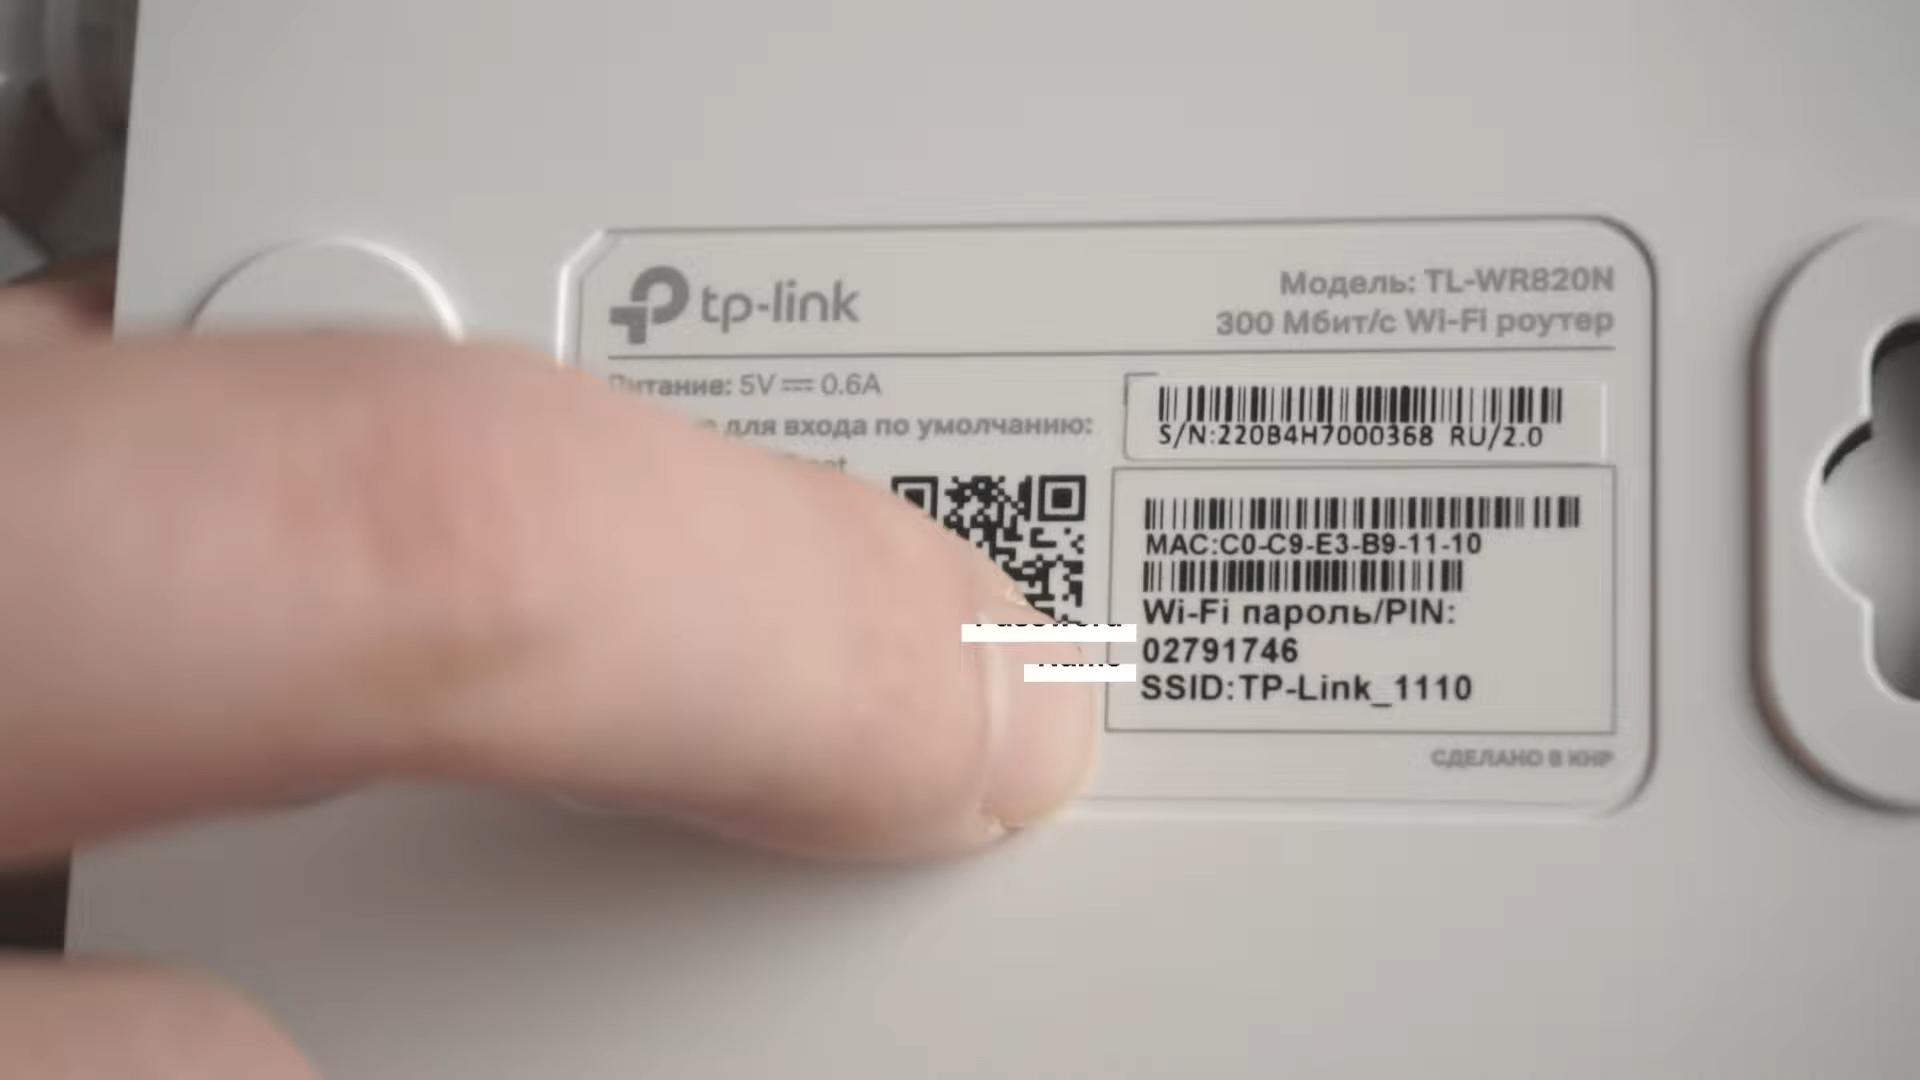 tp-link
Модель: TL-WR820N
300 Мбит/с Wi-Fi роутер
Питание: 5V 0.6A
для входа по умолчанию:
S/N:220B4H7000368 RU/2.0
MAC:C0-C9-E3-B9-11-10
Wi-Fi пароль/PIN:
02791746
SSID:TP-Link_1110
СДЕЛАНО В КНР